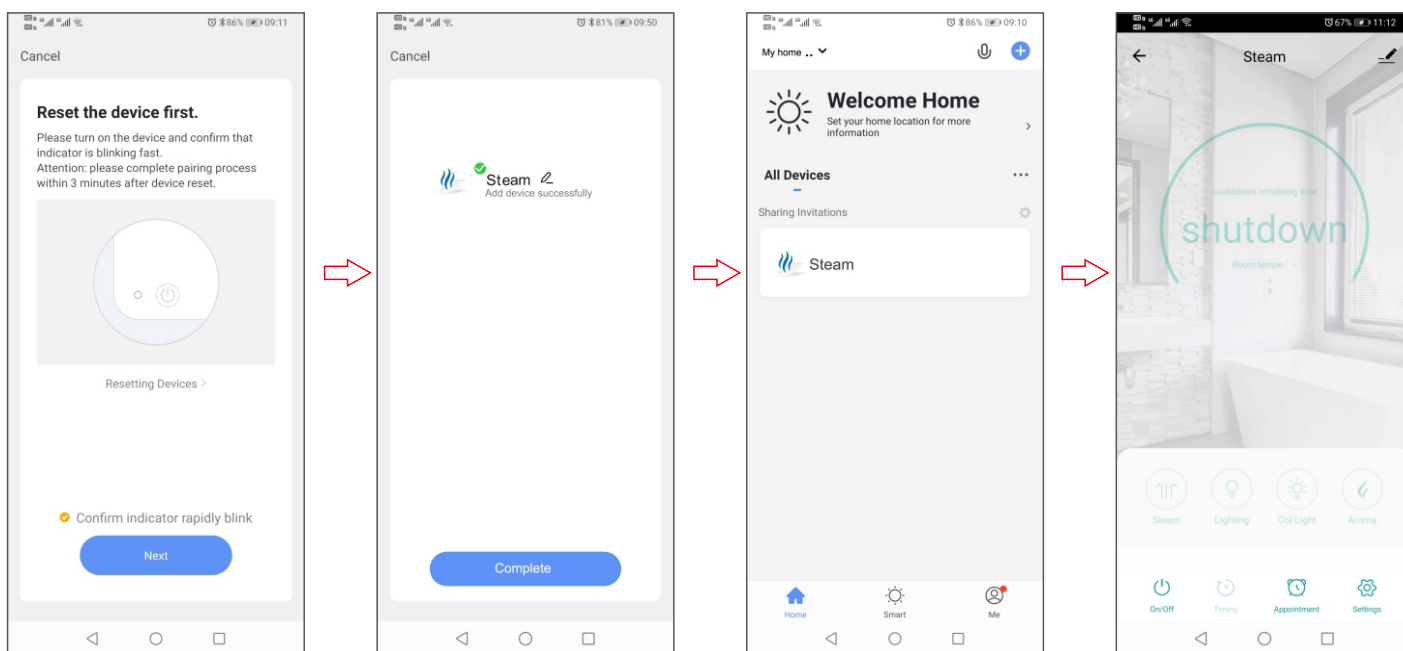 09:11
86%
Cancel
Reset the device first.
Please turn on the device and confirm that
indicator is blinking fast.
Attention: please complete pairing process
within 3 minutes after device reset.
Resetting Devices >
Confirm indicator rapidly blink
Next
81% 09:50
Cancel
Steam
Add device successfully
Complete
86% 09:10
My home ..
Welcome Home
Set your home location for more
information
All Devices
Sharing Invitations
Steam
Home Smart Me
67% 11:12
Steam
countdown remaining time
shutdown
Room tempe:
Steam Lighting Col Light Aroma
On/Off Timing Appointment Settings